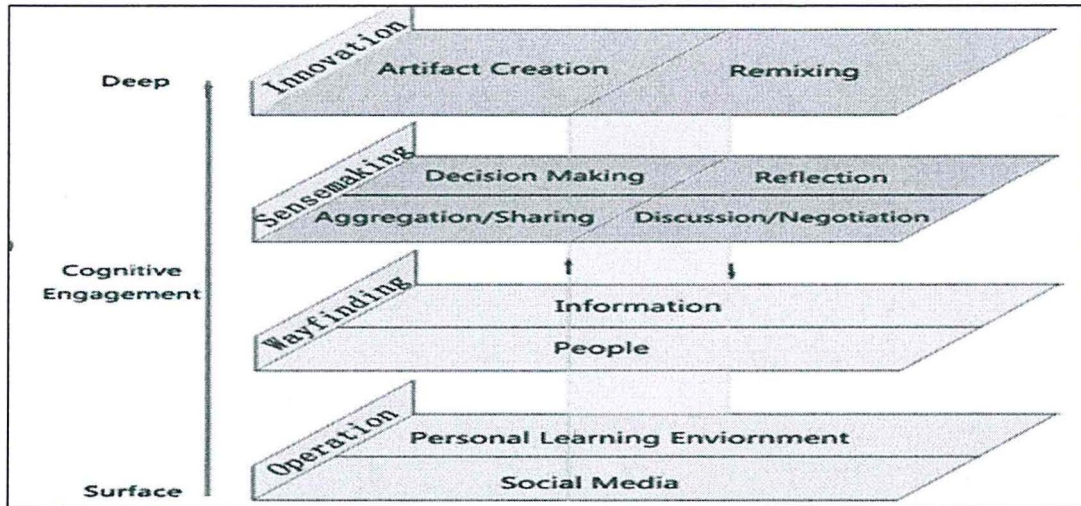 Deep
Innovation
Artifact Creation Remixing
Sensemaking
Decision Making Reflection
Aggregation/Sharing Discussion/Negotiation
Cognitive
Engagement
Wayfinding
Information
People
Operation
Personal Learning Enviornment
Social Media
Surface